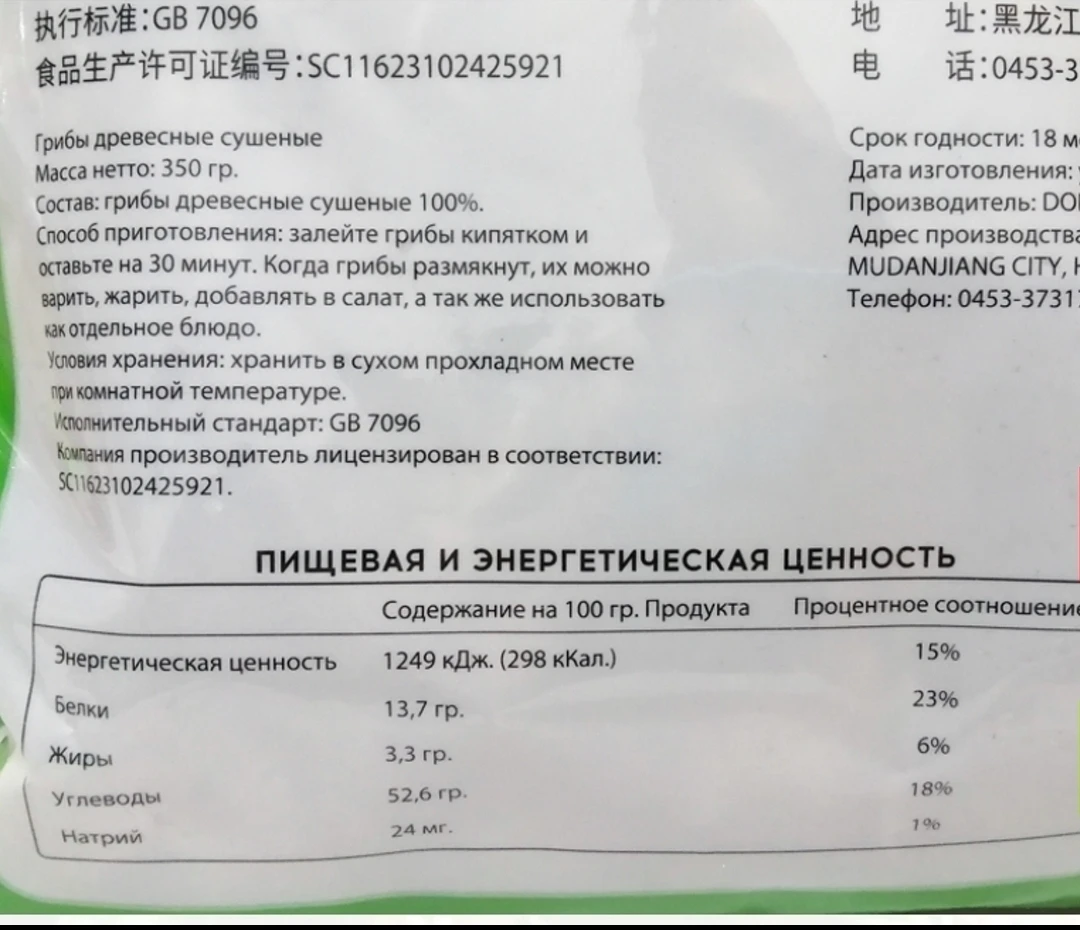 执行标准:GB 7096
食品生产许可证编号:SC11623102425921
地 址:黑龙江
电 话:0453-3
Грибы древесные сушеные
Масса нетто: 350 гр.
Состав: грибы древесные сушеные 100%.
Способ приготовления: залейте грибы кипятком и
оставьте на 30 минут. Когда грибы размякнут, их можно
варить, жарить, добавлять в салат, а так же использовать
как отдельное блюдо.
Условия хранения: хранить в сухом прохладном месте
при комнатной температуре.
Исполнительный стандарт: GB 7096
Компания производитель лицензирован в соответствии:
SC11623102425921.
Срок годности: 18
Дата изготовления:
Производитель:
Адрес производства
MUDANJIANG CITY,
Телефон: 0453-3731
ПИЩЕВАЯ И ЭНЕРГЕТИЧЕСКАЯ ЦЕННОСТЬ
Содержание на 100 гр. Продукта Процентное соотношение
Энергетическая ценность 1249 кДж. (298 кКал.) 15%
Белки 13,7 гр. 23%
Жиры 3,3 гр. 6%
Углеводы 52,6 гр. 18%
Натрий 24 мг. 1%